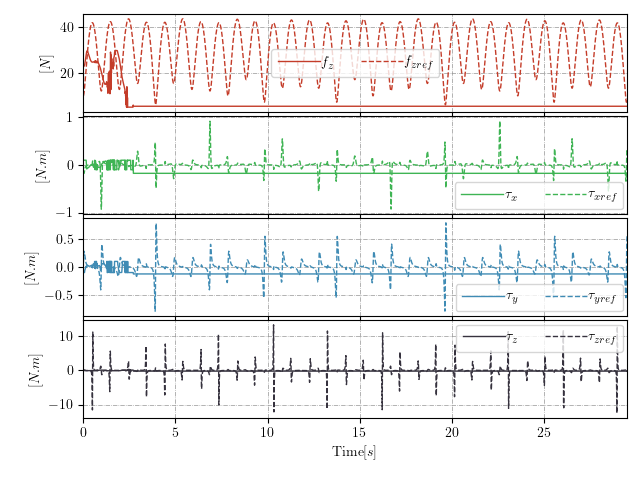 40
20
[N]
f_z f_zref
1
0
−1
[N.m]
τ_x τ_xref
0.5
0.0
−0.5
[N.m]
τ_y τ_yref
10
0
−10
[N.m]
τ_z τ_zref
0 5 10 15 20 25
Time[s]